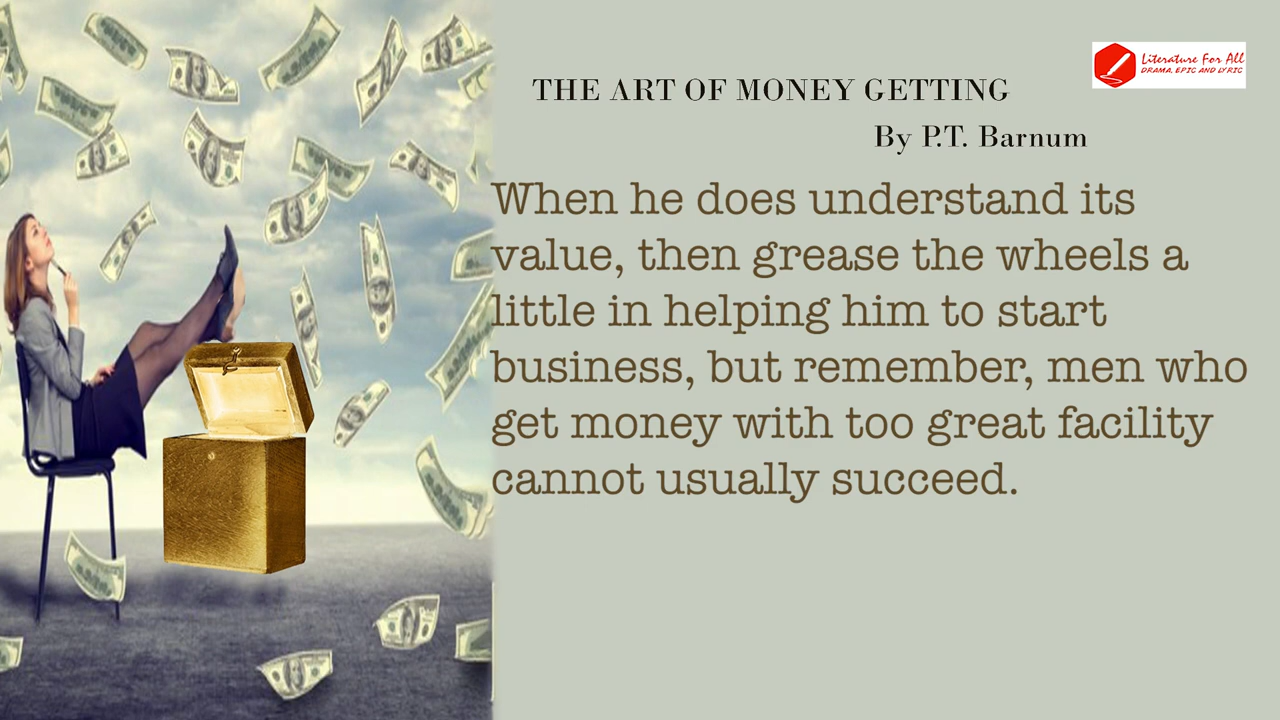 Literature For All
DRAMA, EPIC AND LYRIC
THE ART OF MONEY GETTING
By P.T. Barnum
When he does understand its
value, then grease the wheels a
little in helping him to start
business, but remember, men who
get money with too great facility
cannot usually succeed.